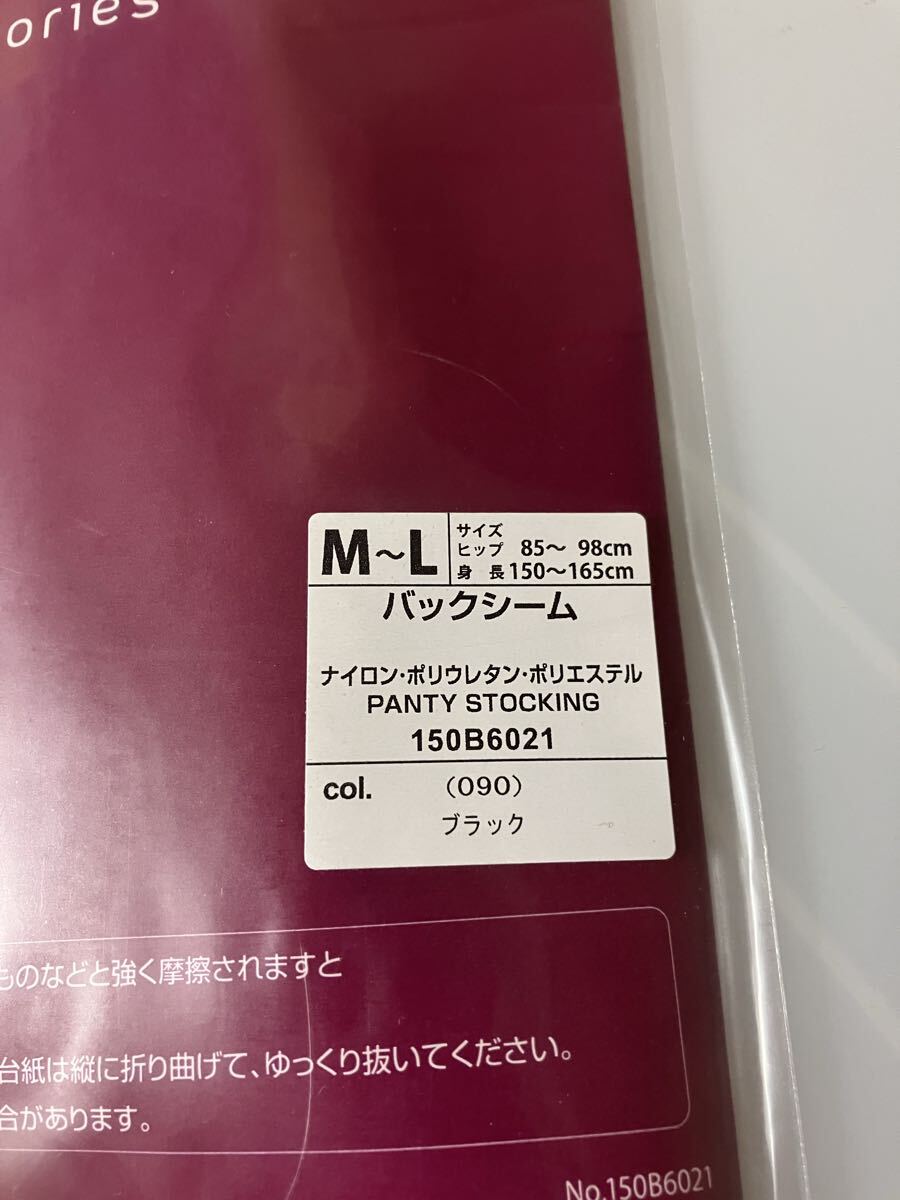 ories
M～L
サイズ
ヒップ 85～ 98cm
身 長 150～165cm
バックシーム
ナイロン・ポリウレタン・ポリエステル
PANTY STOCKING
150B6021
col. (090)
ブラック
ものなどと強く摩擦されますと
台紙は縦に折り曲げて、ゆっくり抜いてください。
合があります。
No.150B6021